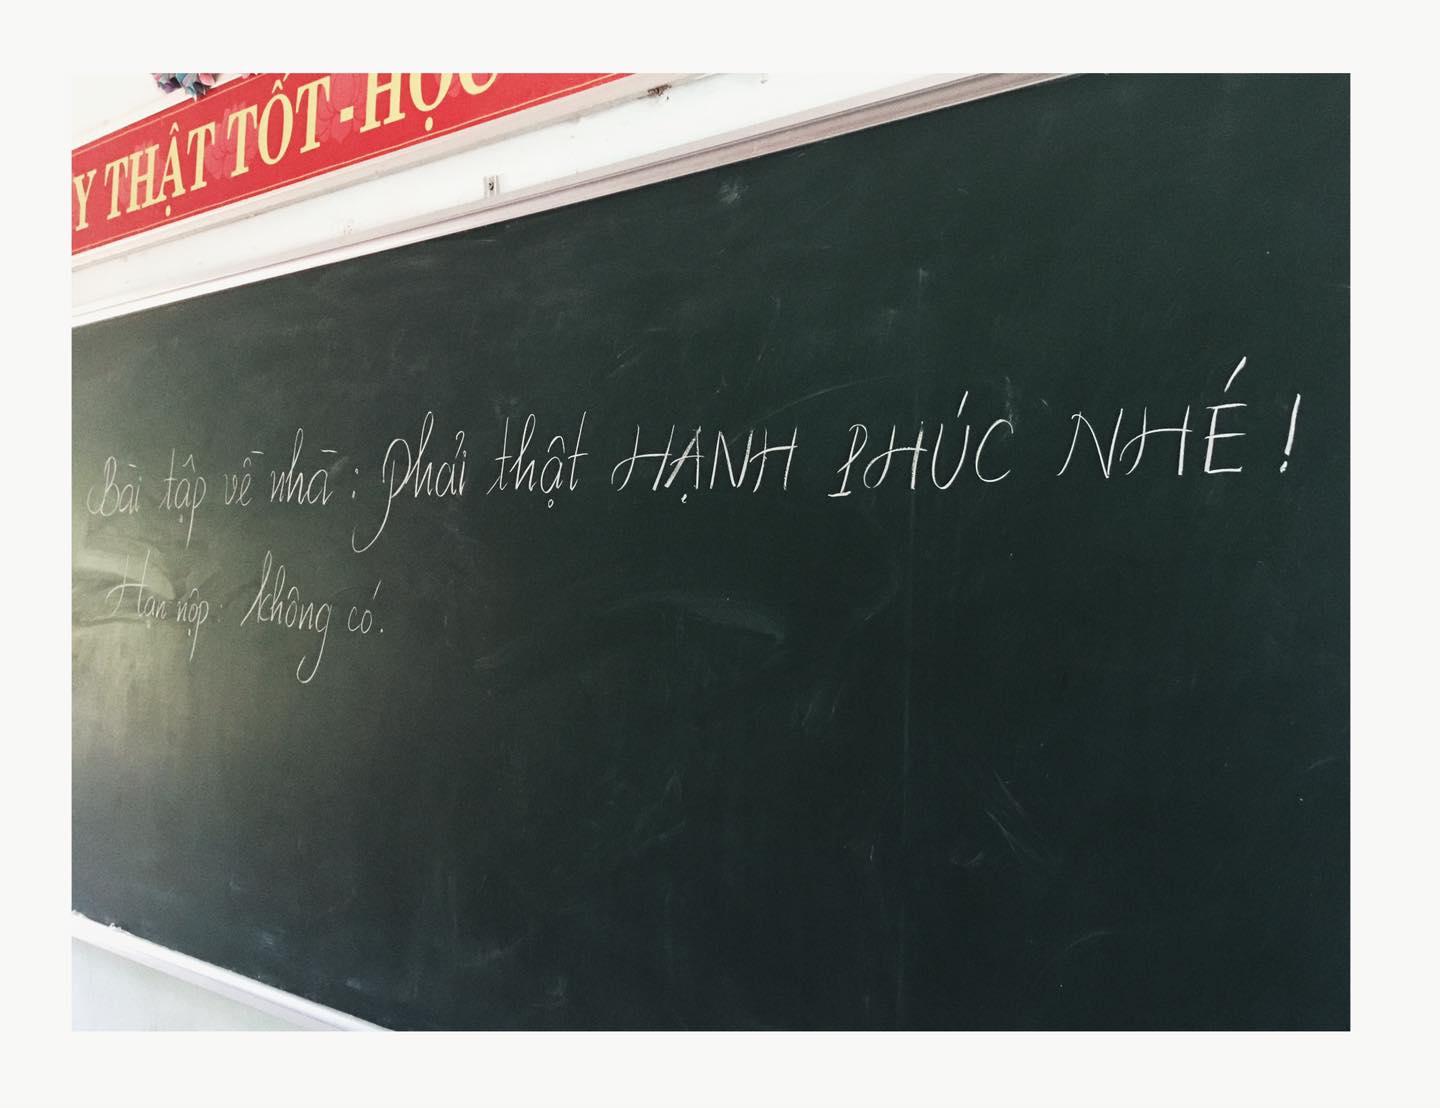 Y THẬT TỐT - HỌC
Bài tập về nhà : phải thật HẠNH PHÚC NHÉ !
Hạn nộp : không có.